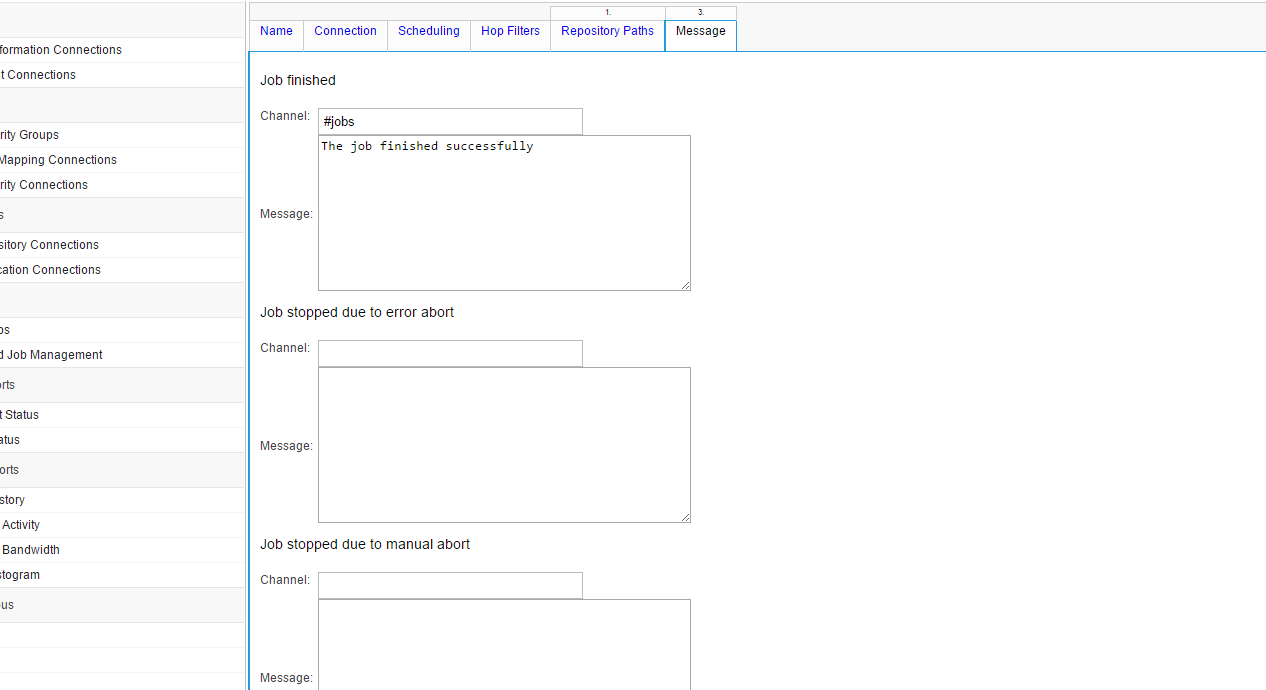 1. 3.
Name Connection Scheduling Hop Filters Repository Paths Message
formation Connections
t Connections
rity Groups
Mapping Connections
rity Connections
s
sitory Connections
cation Connections
os
d Job Management
orts
t Status
atus
orts
story
Activity
Bandwidth
stogram
ous
Job finished
Channel: #jobs
The job finished successfully
Message:
Job stopped due to error abort
Channel:
Message:
Job stopped due to manual abort
Channel:
Message: